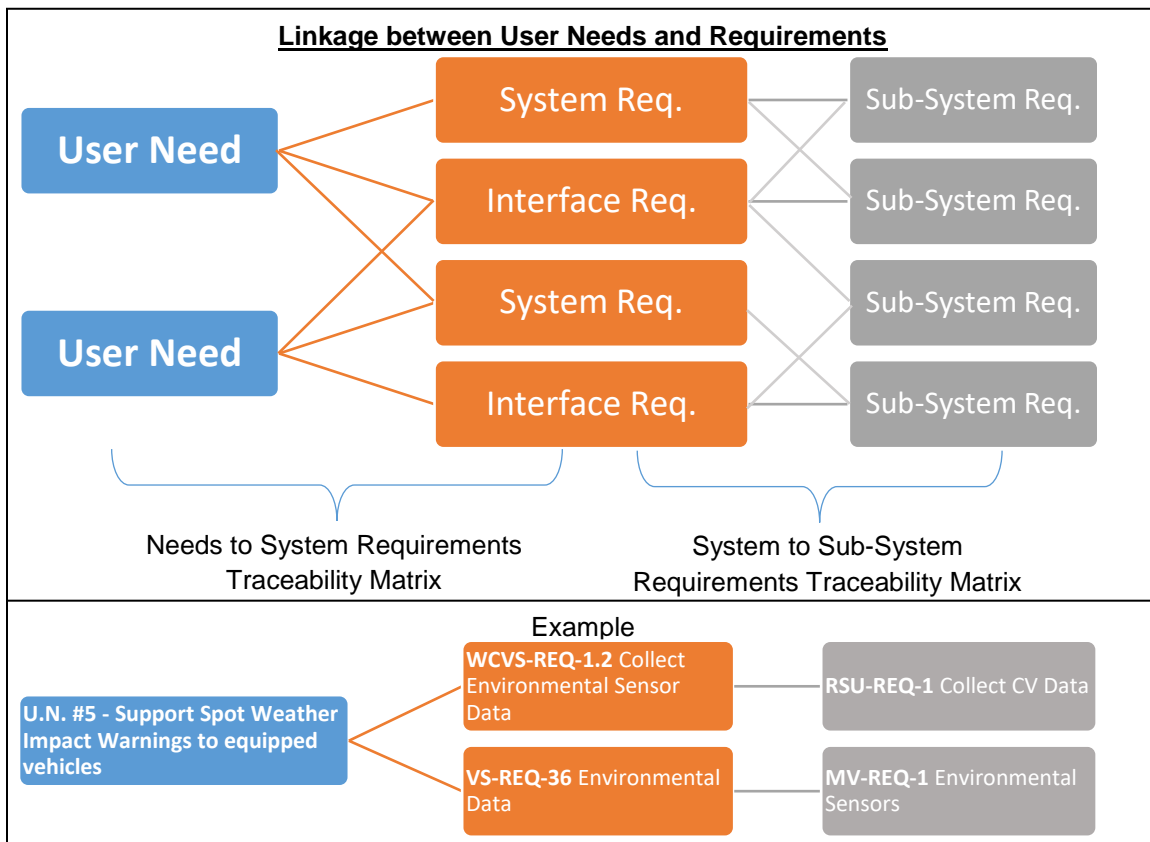 Linkage between User Needs and Requirements
User Need
User Need
System Req.
Interface Req.
System Req.
Interface Req.
Sub-System Req.
Sub-System Req.
Sub-System Req.
Sub-System Req.
Needs to System Requirements
Traceability Matrix
System to Sub-System
Requirements Traceability Matrix
Example
U.N. #5 - Support Spot Weather
Impact Warnings to equipped
vehicles
WCVS-REQ-1.2 Collect
Environmental Sensor
Data
VS-REQ-36 Environmental
Data
RSU-REQ-1 Collect CV Data
MV-REQ-1 Environmental
Sensors